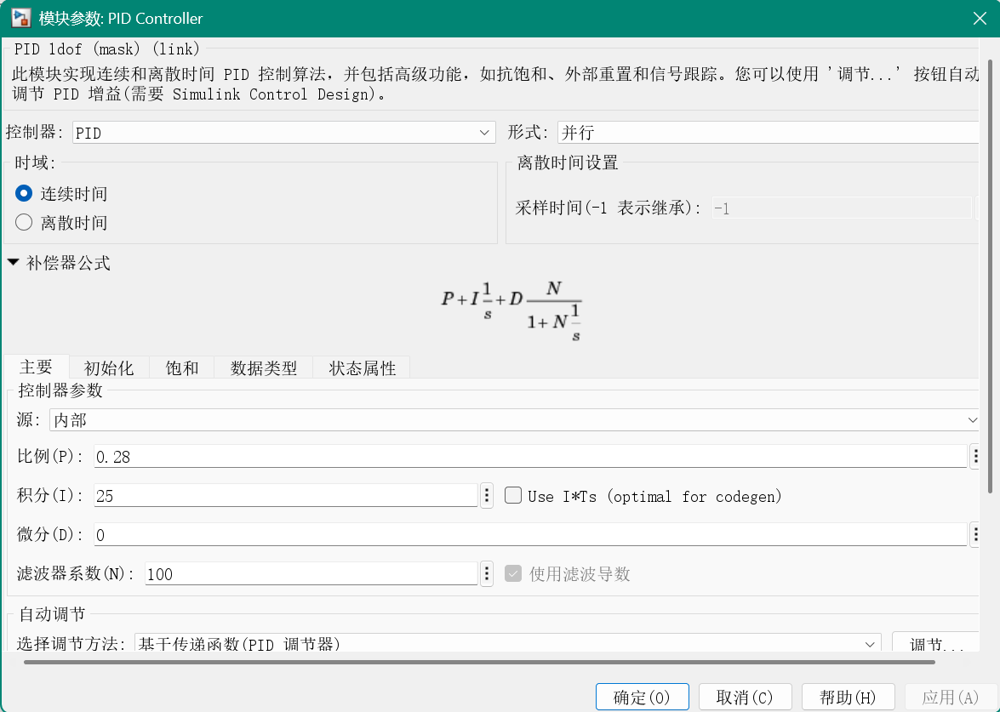 模块参数: PID Controller
PID 1dof (mask) (link)
此模块实现连续和离散时间 PID 控制算法，并包括高级功能，如抗饱和、外部重置和信号跟踪。您可以使用 '调节...' 按钮自动
调节 PID 增益(需要 Simulink Control Design)。
控制器: PID 形式: 并行
时域: 离散时间设置
连续时间
离散时间
采样时间(-1 表示继承): -1
补偿器公式
P + I 1/s + D N/(1 + N 1/s)
主要 初始化 饱和 数据类型 状态属性
控制器参数
源: 内部
比例(P): 0.28
积分(I): 25 Use I*Ts (optimal for codegen)
微分(D): 0
滤波器系数(N): 100 使用滤波导数
自动调节
选择调节方法: 基于传递函数(PID 调节器) 调节...
确定(O) 取消(C) 帮助(H) 应用(A)